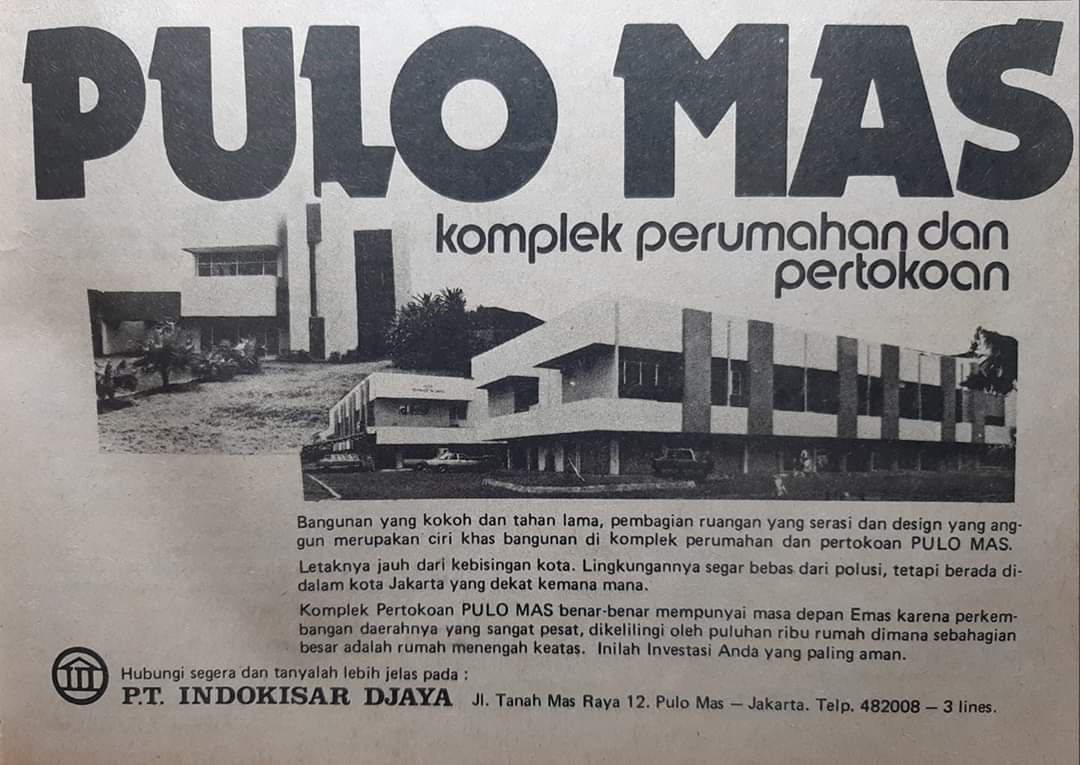 PULO MAS
komplek perumahan dan
pertokoan
Bangunan yang kokoh dan tahan lama, pembagian ruangan yang serasi dan design yang ang-
gun merupakan ciri khas bangunan di komplek perumahan dan pertokoan PULO MAS.
Letaknya jauh dari kebisingan kota. Lingkungannya segar bebas dari polusi, tetapi berada di-
dalam kota Jakarta yang dekat kemana mana.
Komplek Pertokoan PULO MAS benar-benar mempunyai masa depan Emas karena perkem-
bangan daerahnya yang sangat pesat, dikelilingi oleh puluhan ribu rumah dimana sebahagian
besar adalah rumah menengah keatas. Inilah Investasi Anda yang paling aman.
Hubungi segera dan tanyalah lebih jelas pada :
P.T. INDOKISAR DJAYA Jl. Tanah Mas Raya 12. Pulo Mas — Jakarta. Telp. 482008 — 3 lines.